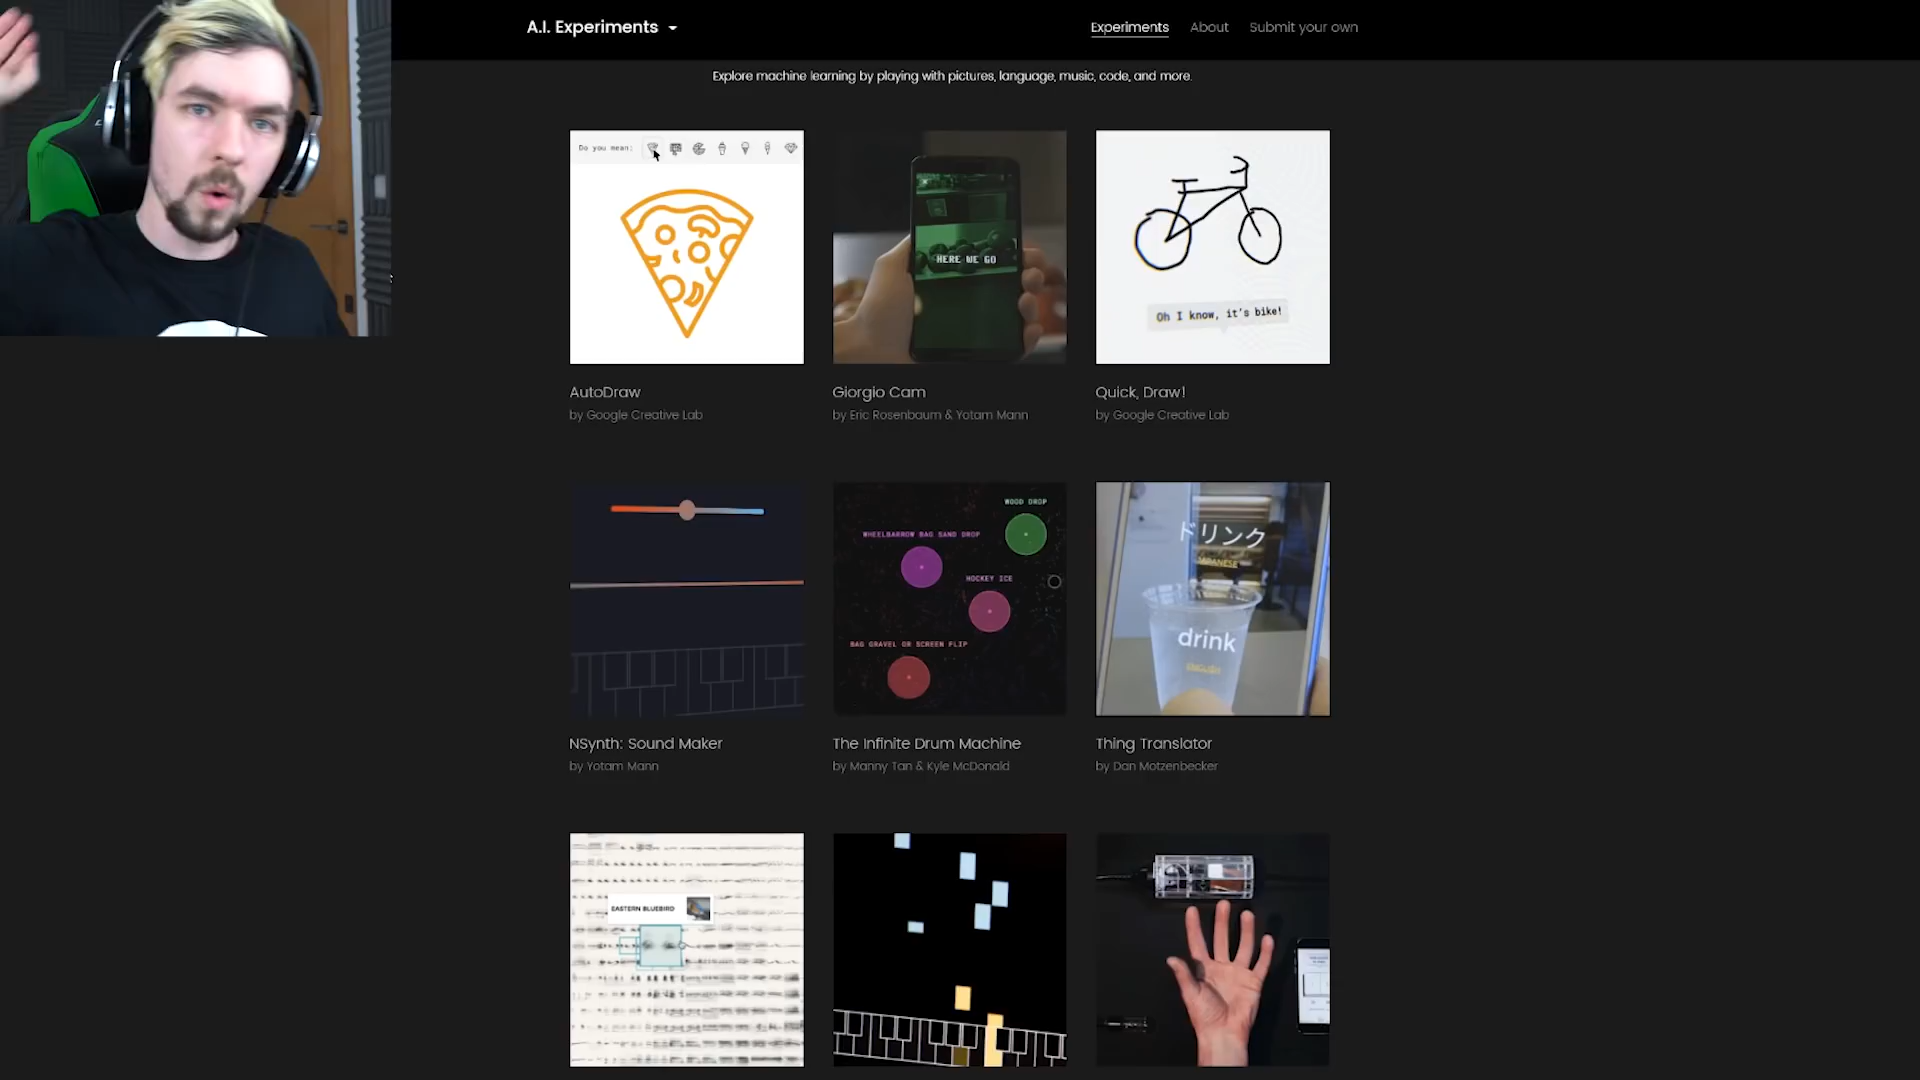 A.I. Experiments
Experiments
About
Submit your own
Explore machine learning by playing with pictures, language, music, code, and more.
Do you mean:
HERE WE GO
Oh I know, it's bike!
AutoDraw
by Google Creative Lab
Giorgio Cam
by Eric Rosenbaum & Yotam Mann
Quick, Draw!
by Google Creative Lab
WOOD DROP
WHEELBARROW BAG SAND DROP
HOCKEY ICE
BAG GRAVEL OR SCREEN FLIP
ドリンク
JAPANESE
drink
ENGLISH
NSynth: Sound Maker
by Yotam Mann
The Infinite Drum Machine
by Manny Tan & Kyle McDonald
Thing Translator
by Dan Motzenbecker
EASTERN BLUEBIRD